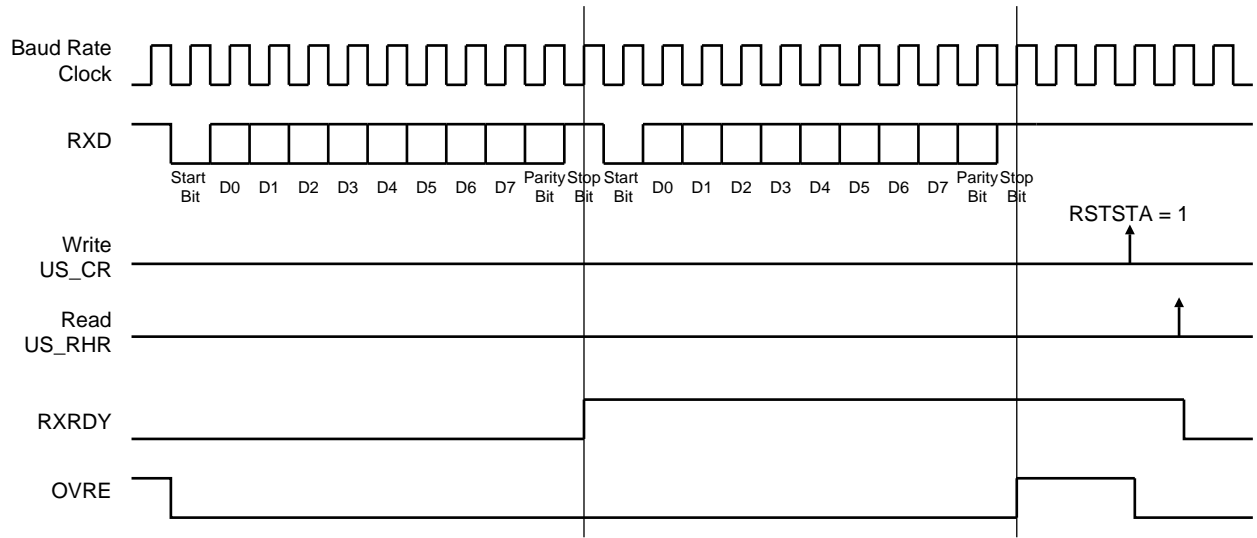 Baud Rate
Clock
RXD
Start
Bit
D0 D1 D2 D3 D4 D5 D6 D7
Parity
Bit
Stop
Bit
Start
Bit
D0 D1 D2 D3 D4 D5 D6 D7
Parity
Bit
Stop
Bit
RSTSTA = 1
Write
US_CR
Read
US_RHR
RXRDY
OVRE